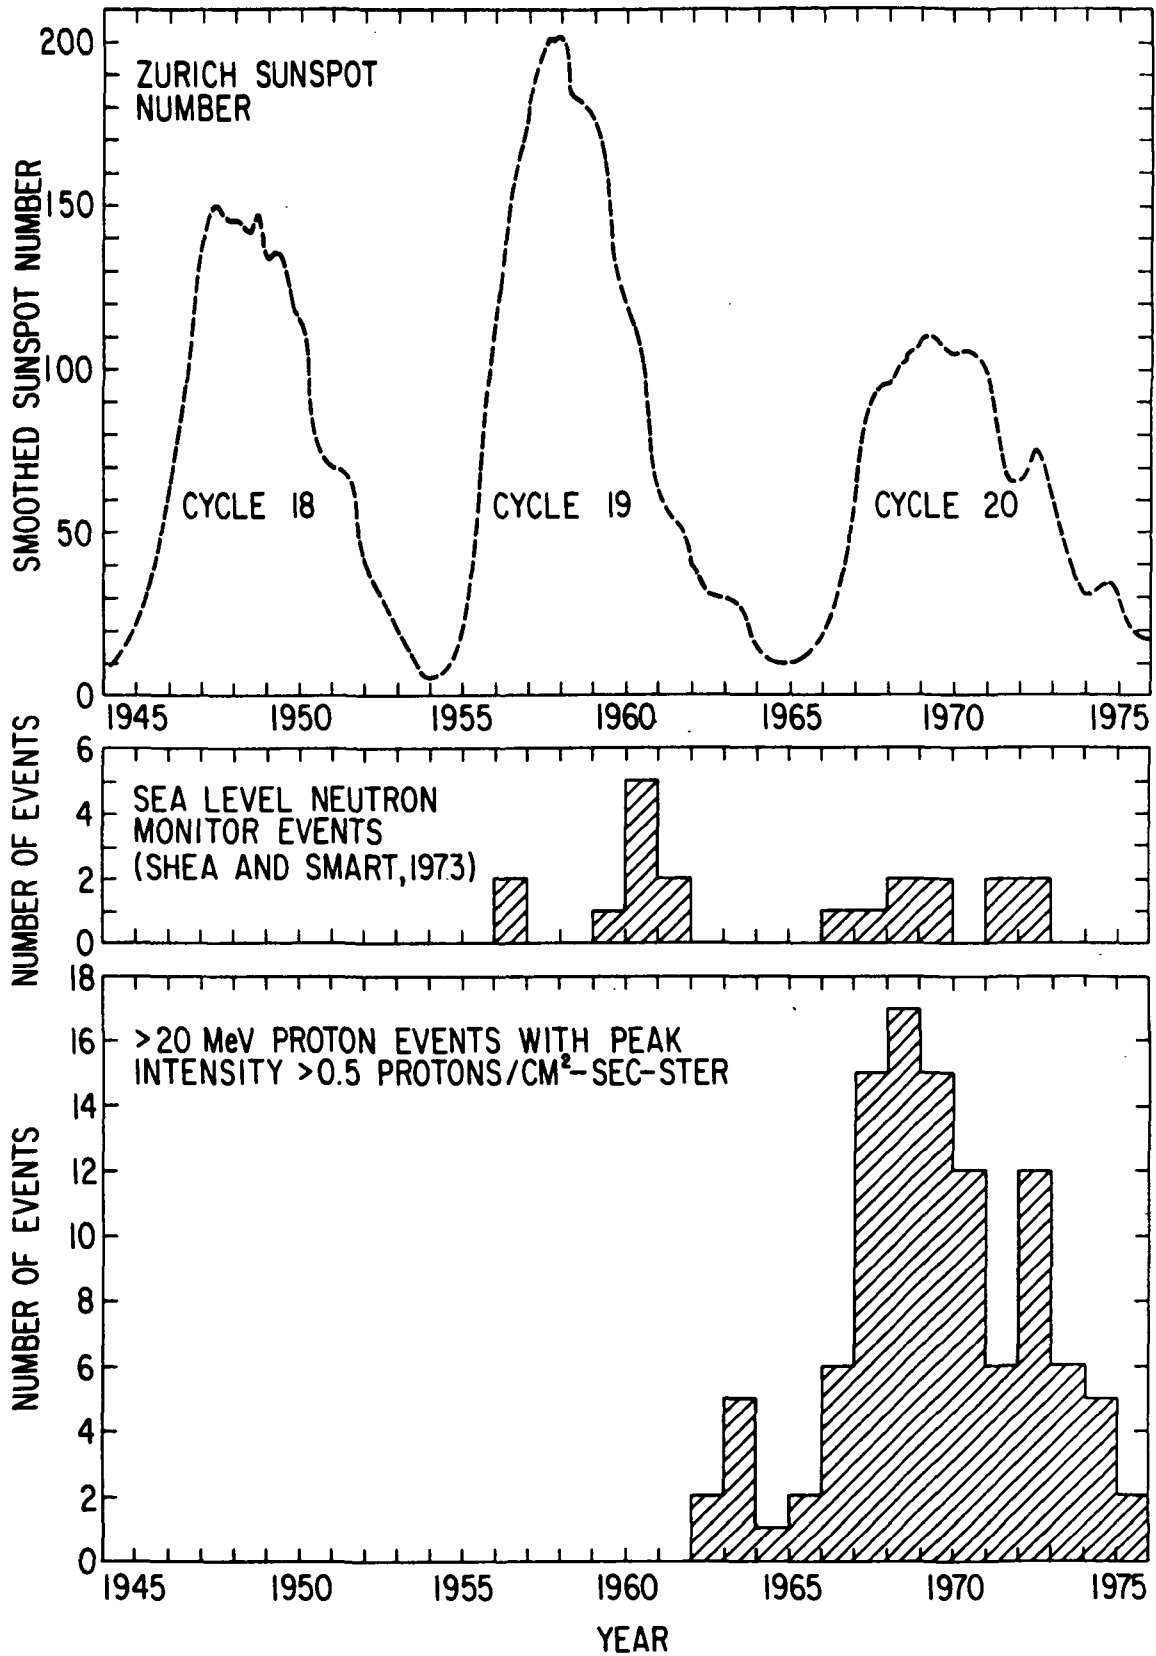 SMOOTHED SUNSPOT NUMBER
200
150
100
50
0
ZURICH SUNSPOT
NUMBER
CYCLE 18
CYCLE 19
CYCLE 20
1945 1950 1955 1960 1965 1970 1975
NUMBER OF EVENTS
6
4
2
0
SEA LEVEL NEUTRON
MONITOR EVENTS
(SHEA AND SMART, 1973)
NUMBER OF EVENTS
18
16
14
12
10
8
6
4
2
0
>20 MeV PROTON EVENTS WITH PEAK
INTENSITY >0.5 PROTONS/CM²-SEC-STER
1945 1950 1955 1960 1965 1970 1975
YEAR